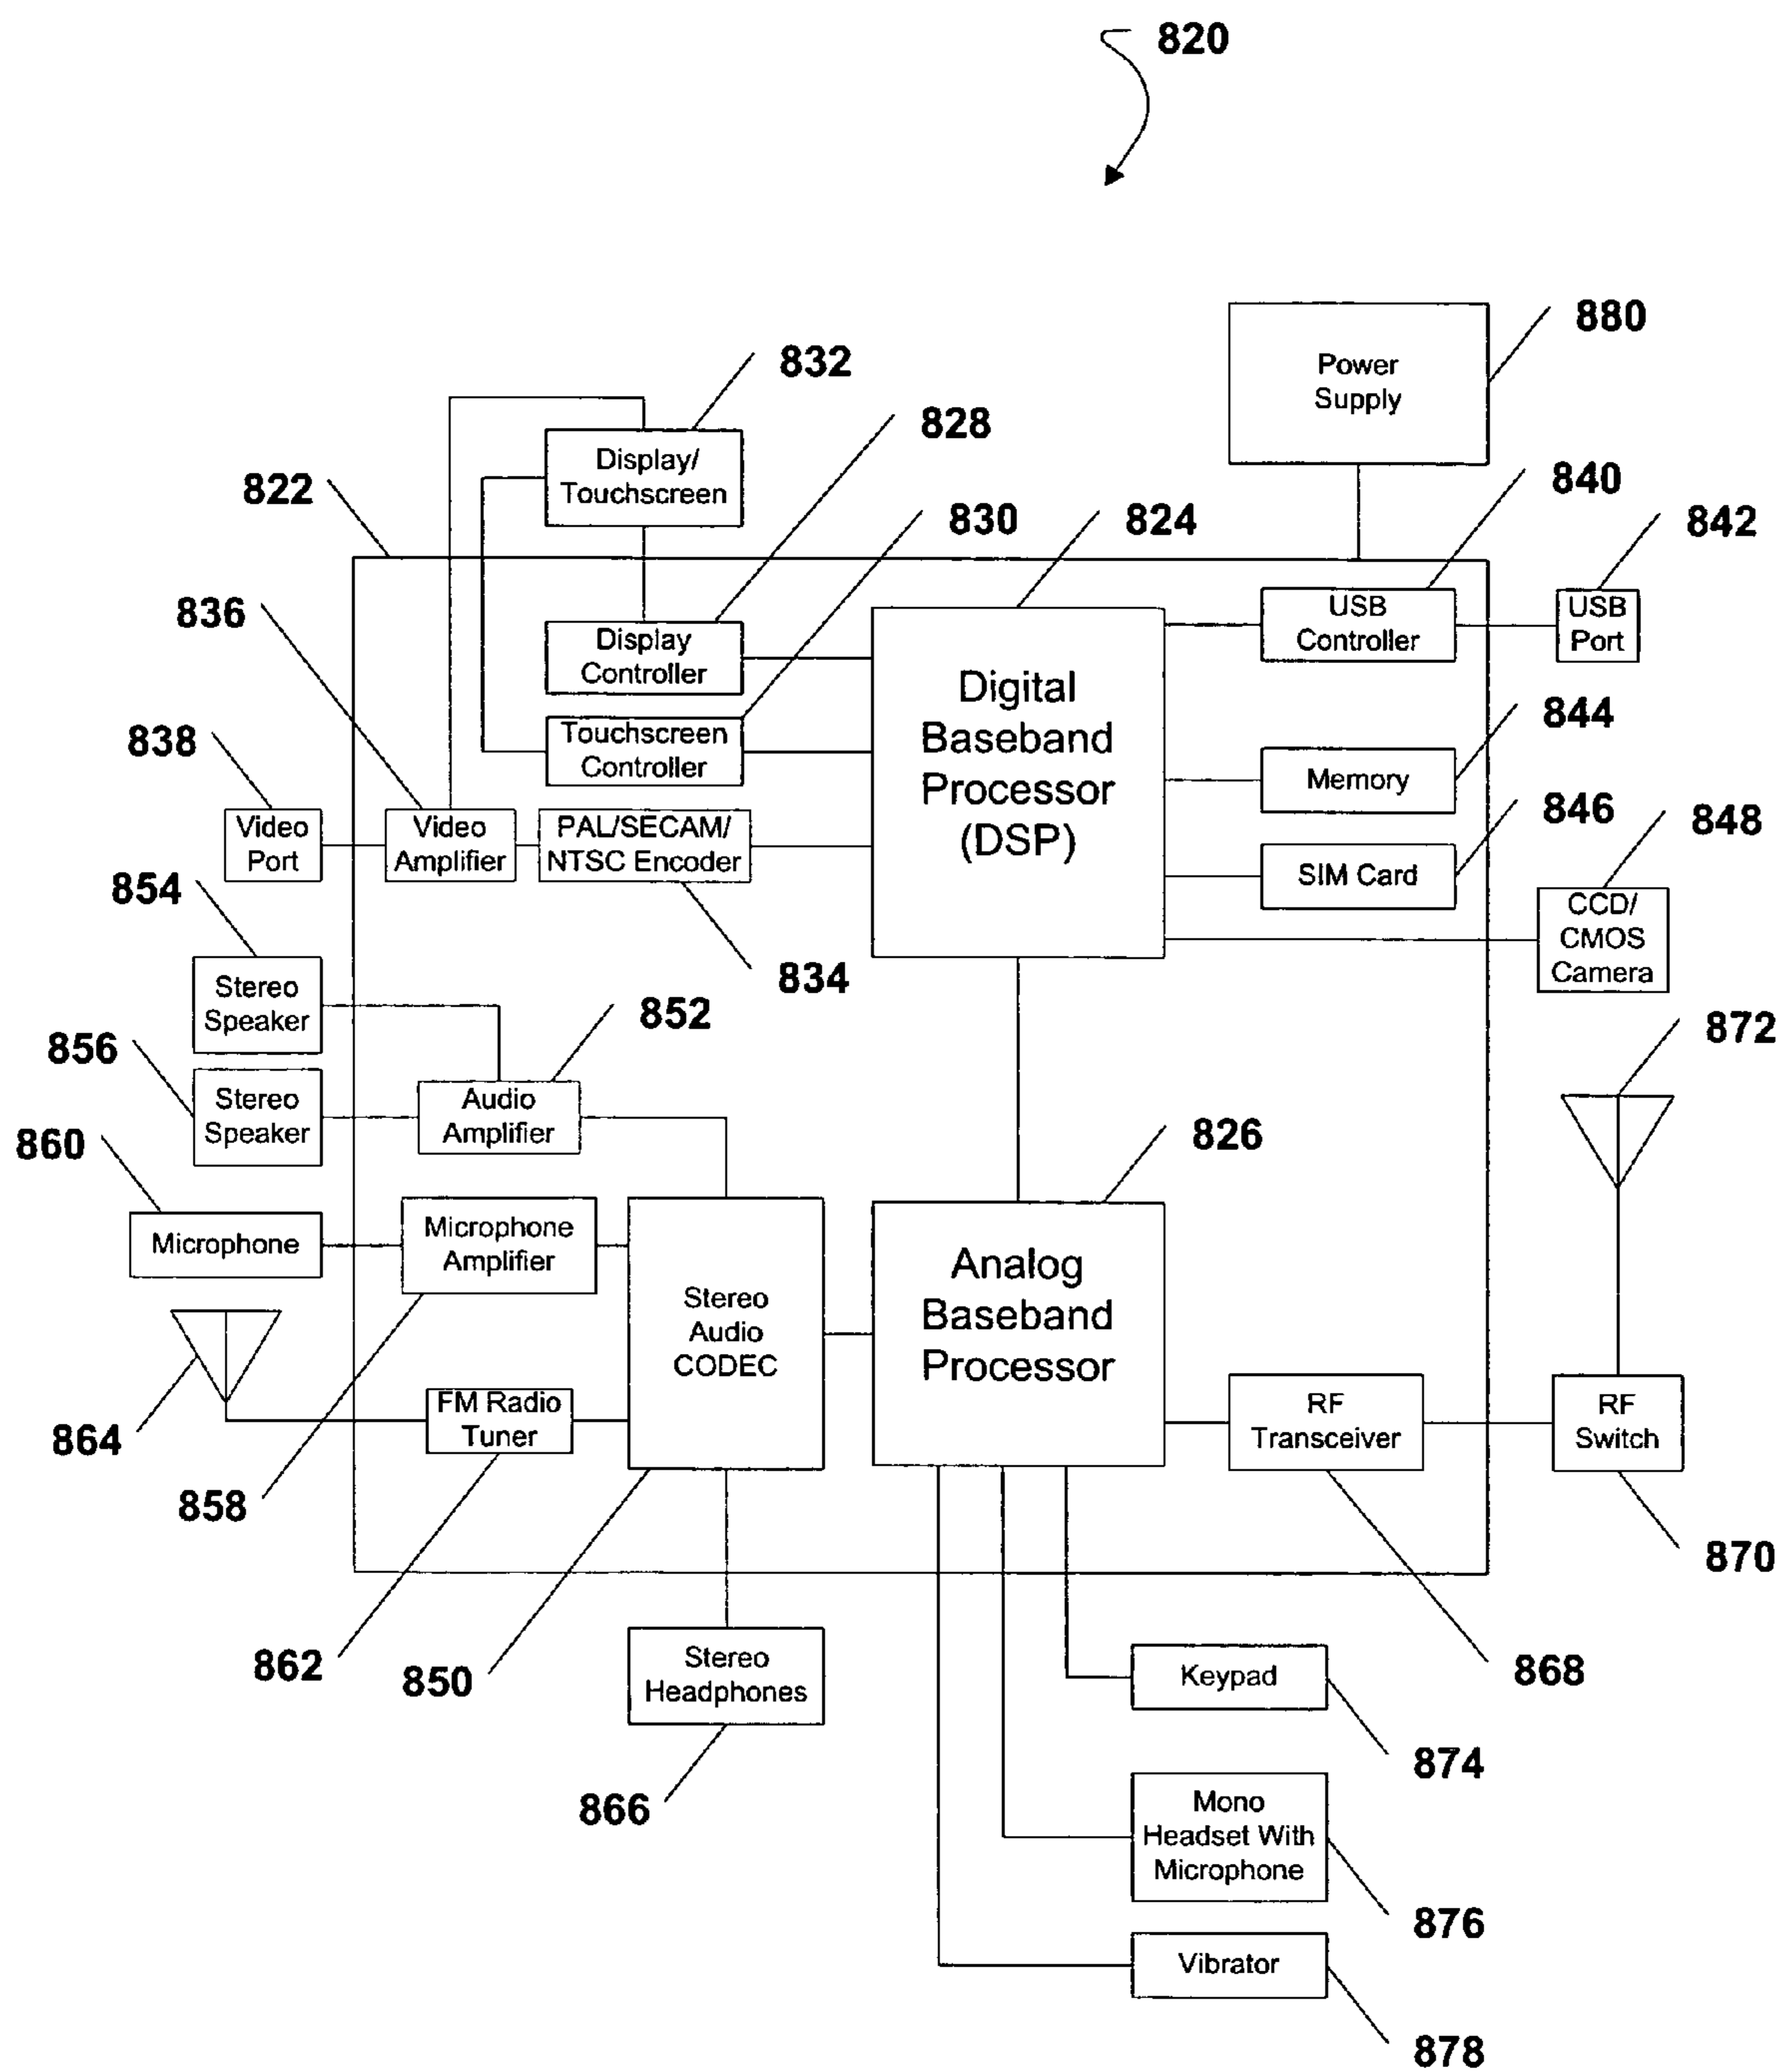 820
880
Power
Supply
832
828
Display/
Touchscreen
822
830
824
840
842
836
USB
Controller
USB
Port
Display
Controller
Digital
Baseband
Processor
(DSP)
838
Touchscreen
Controller
844
Memory
Video
Port
Video
Amplifier
PAL/SECAM/
NTSC Encoder
846
848
SIM Card
854
CCD/
CMOS
Camera
834
Stereo
Speaker
852
872
856
Stereo
Speaker
Audio
Amplifier
860
826
Microphone
Microphone
Amplifier
Stereo
Audio
CODEC
Analog
Baseband
Processor
864
FM Radio
Tuner
RF
Transceiver
RF
Switch
858
870
862
850
Stereo
Headphones
Keypad
868
874
866
Mono
Headset With
Microphone
876
Vibrator
878